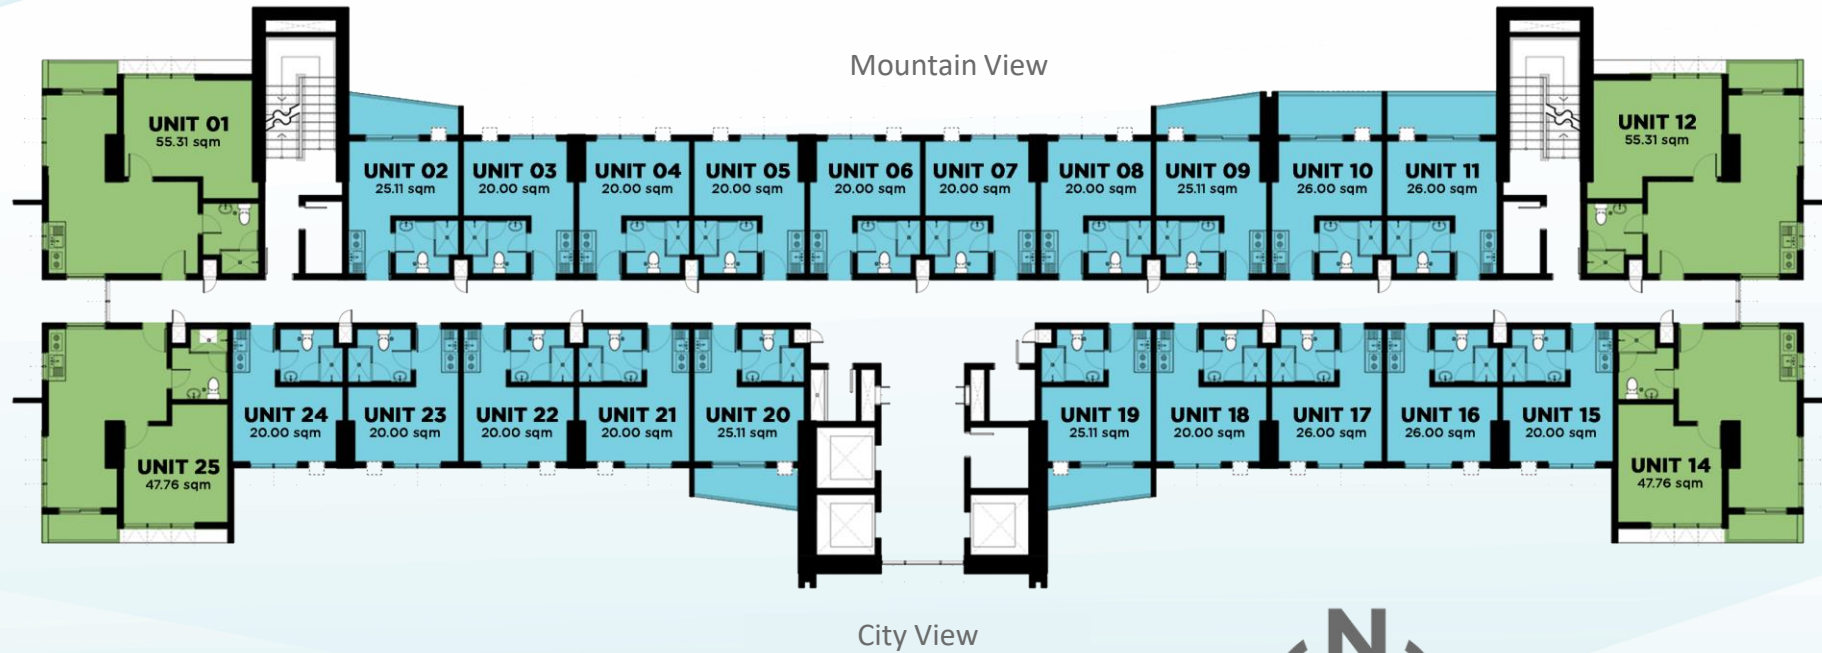 Mountain View
UNIT 01
55.31 sqm
UNIT 02
25.11 sqm
UNIT 03
20.00 sqm
UNIT 04
20.00 sqm
UNIT 05
20.00 sqm
UNIT 06
20.00 sqm
UNIT 07
20.00 sqm
UNIT 08
20.00 sqm
UNIT 09
25.11 sqm
UNIT 10
26.00 sqm
UNIT 11
26.00 sqm
UNIT 12
55.31 sqm
UNIT 25
47.76 sqm
UNIT 24
20.00 sqm
UNIT 23
20.00 sqm
UNIT 22
20.00 sqm
UNIT 21
20.00 sqm
UNIT 20
25.11 sqm
UNIT 19
25.11 sqm
UNIT 18
20.00 sqm
UNIT 17
26.00 sqm
UNIT 16
26.00 sqm
UNIT 15
20.00 sqm
UNIT 14
47.76 sqm
City View
N